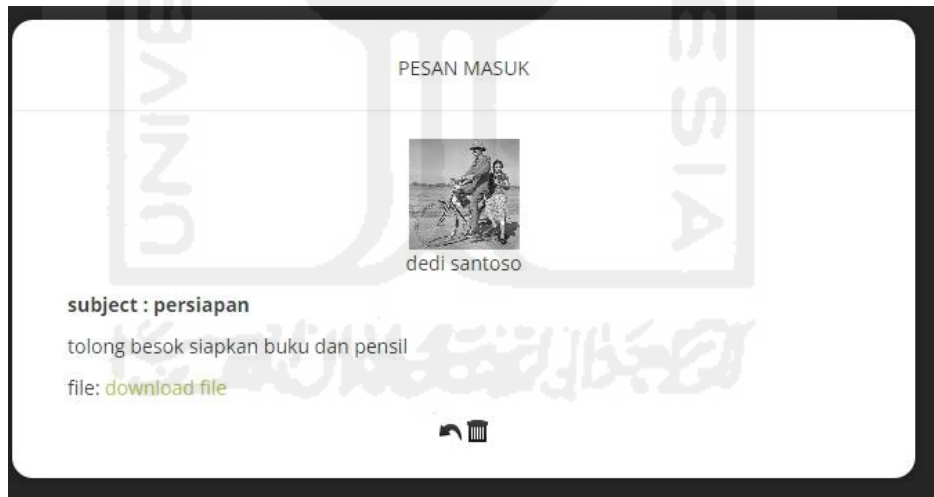 PESAN MASUK
dedi santoso
subject : persiapan
tolong besok siapkan buku dan pensil
file: download file